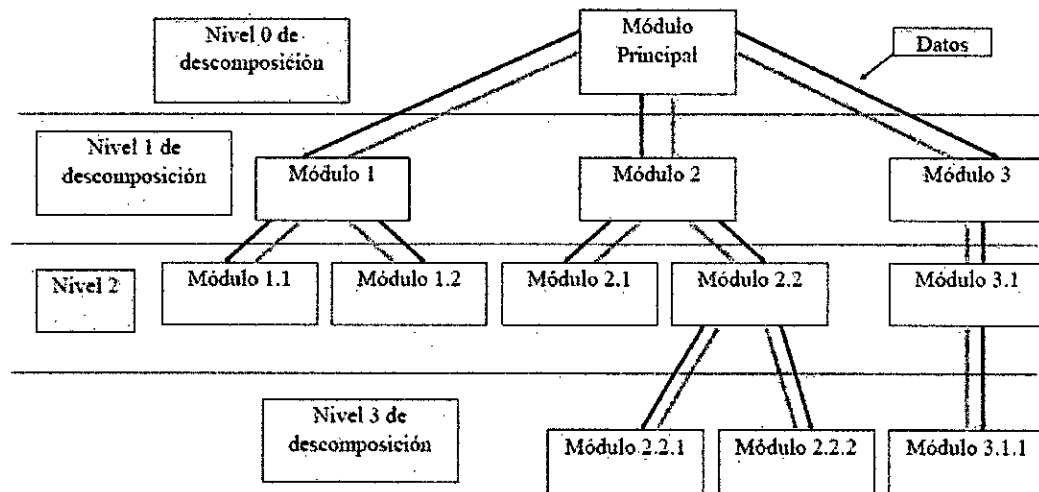 Nivel 0 de
descomposición
Módulo
Principal
Datos
Nivel 1 de
descomposición
Módulo 1
Módulo 2
Módulo 3
Nivel 2
Módulo 1.1
Módulo 1.2
Módulo 2.1
Módulo 2.2
Módulo 3.1
Nivel 3 de
descomposición
Módulo 2.2.1
Módulo 2.2.2
Módulo 3.1.1